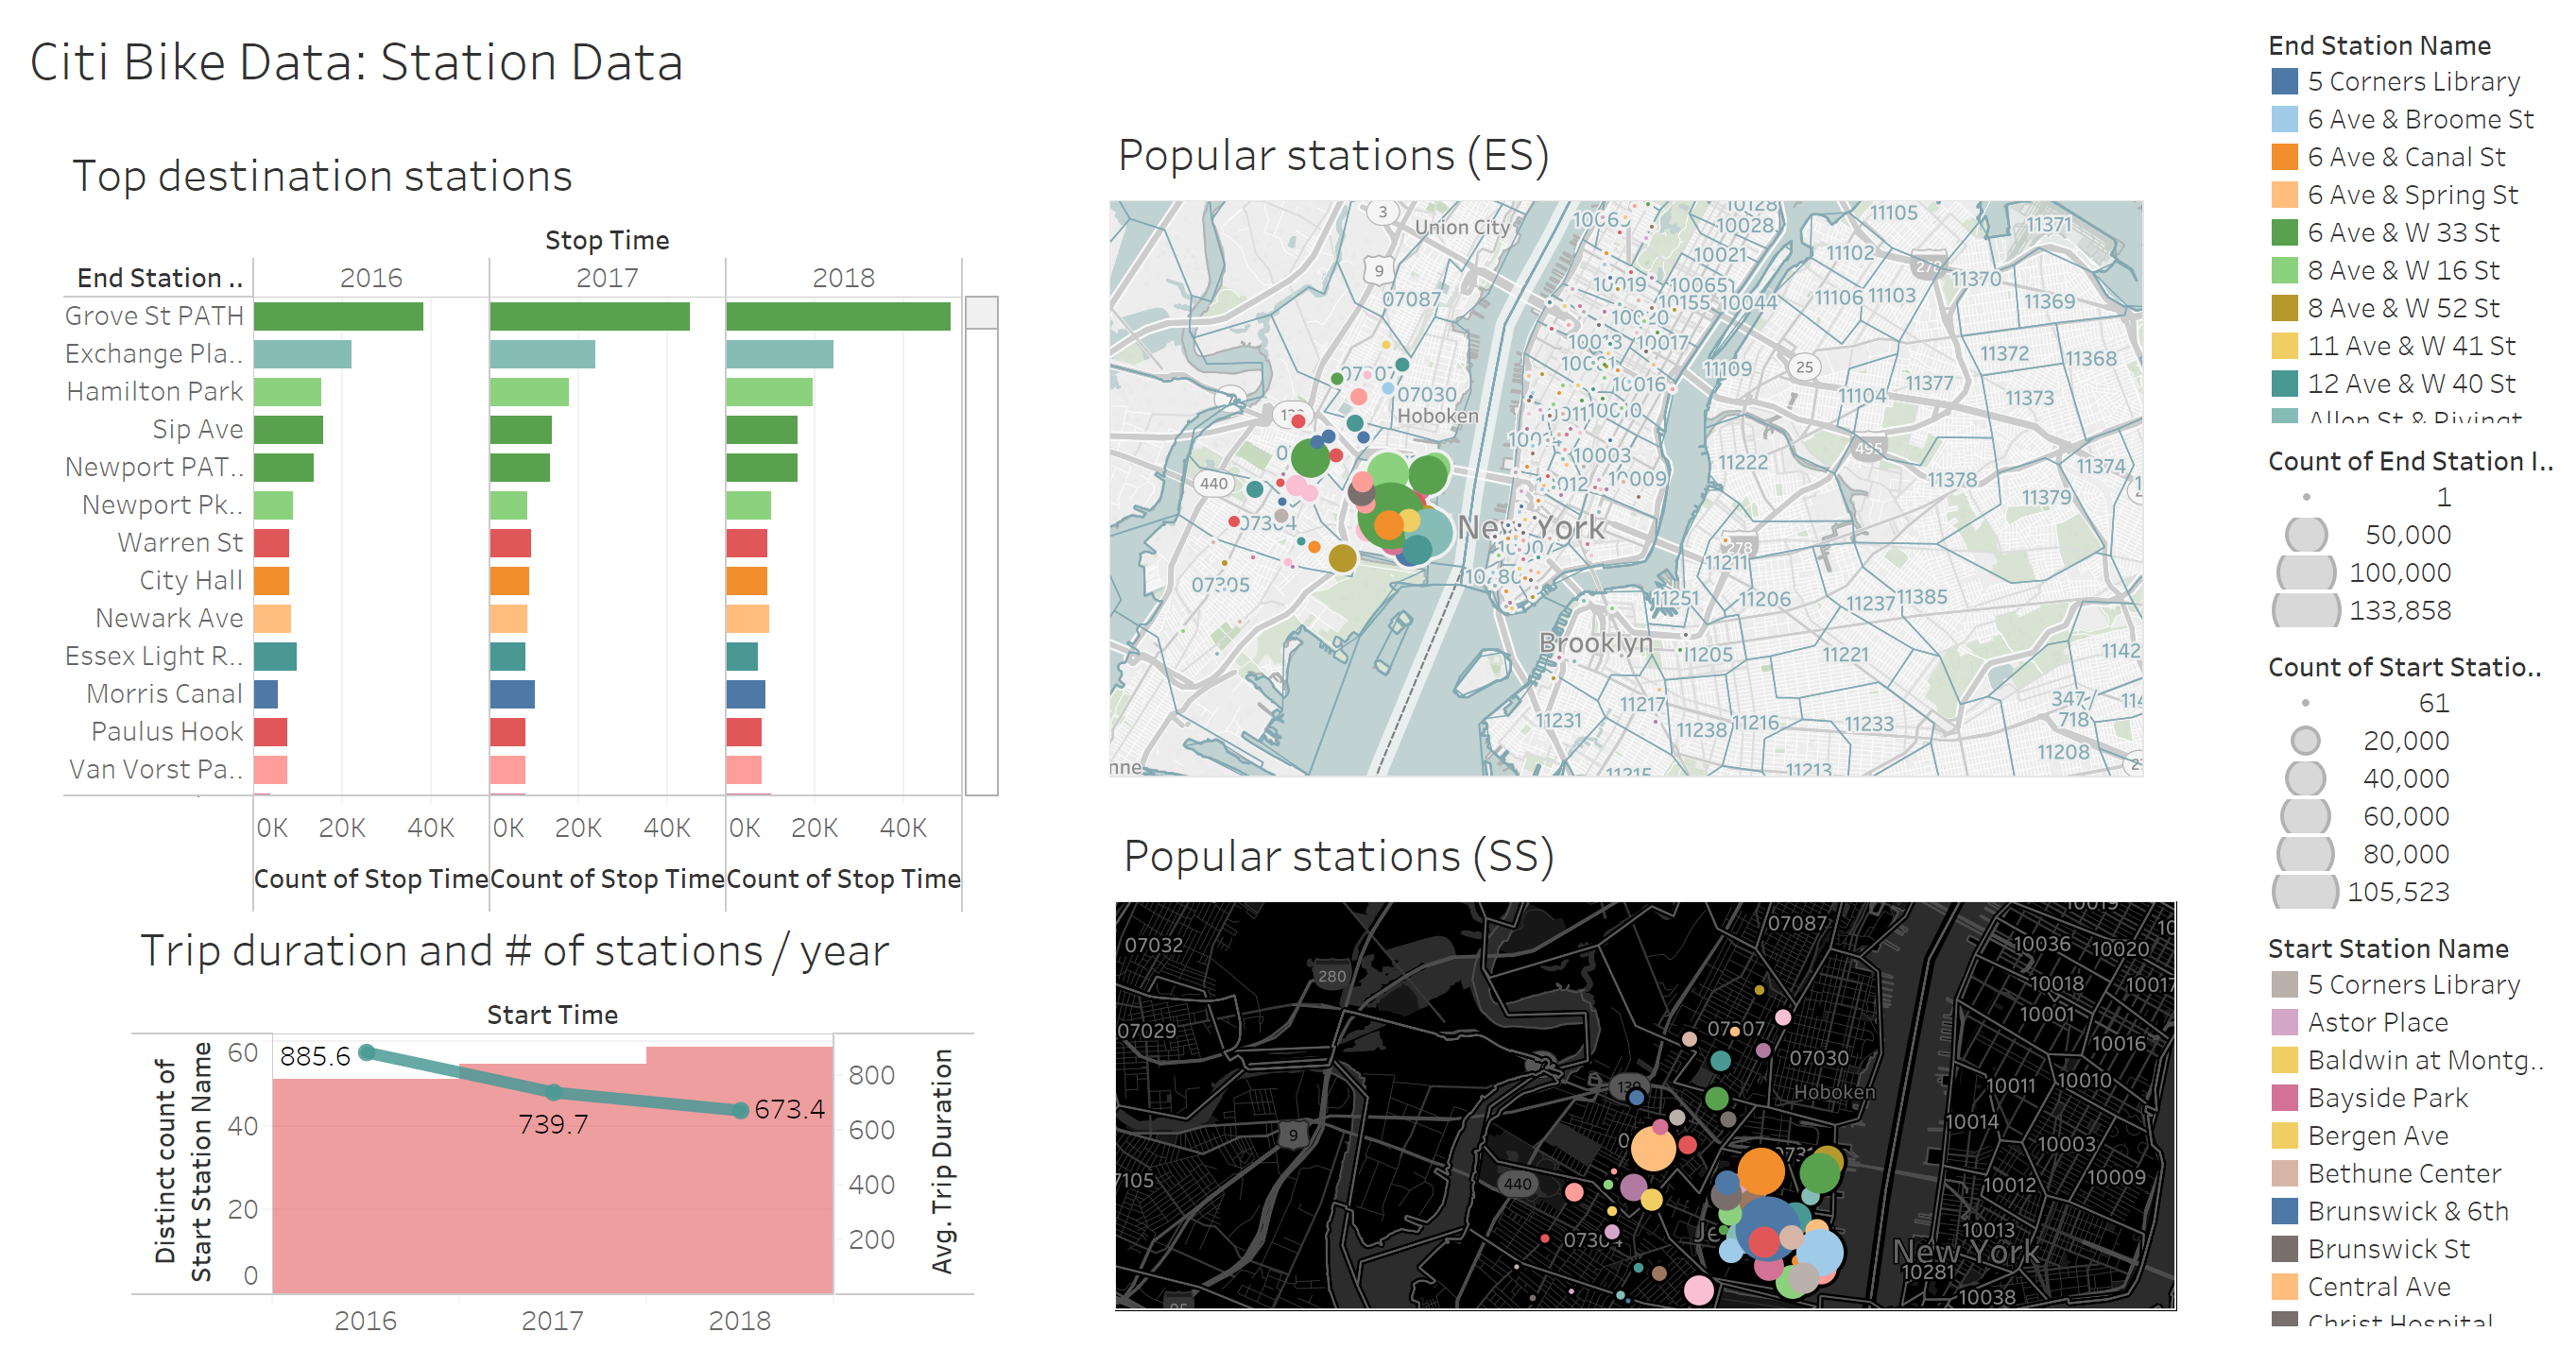 Citi Bike Data: Station Data
Top destination stations
Stop Time
End Station ..
2016
2017
2018
Grove St PATH
Exchange Pla..
Hamilton Park
Sip Ave
Newport PAT..
Newport Pk..
Warren St
City Hall
Newark Ave
Essex Light R..
Morris Canal
Paulus Hook
Van Vorst Pa..
0K 20K 40K
0K 20K 40K
0K 20K 40K
Count of Stop Time
Count of Stop Time
Count of Stop Time
Trip duration and # of stations / year
Start Time
Distinct count of
Start Station Name
60
40
20
0
885.6
739.7
673.4
800
600
400
200
Avg. Trip Duration
2016
2017
2018
Popular stations (ES)
3
Union City
10128
10028
11105
11371
9
10021
11102
278
11370
07087
10019
10065
10155
10044
11106
11103
11369
10020
10017
11372
11368
11109
25
10016
11377
07030
11104
11373
Hoboken
10003
11222
495
11374
440
10009
11378
11379
New York
278
11211
07305
11251
11206
11237
11385
Brooklyn
11205
11221
11217
11231
11238
11216
11233
11208
11215
11213
Popular stations (SS)
07032
07087
10036
10020
280
10018
10001
07029
10016
07030
Hoboken
10011
10010
9
10014
10003
440
10012
10009
10013
New York
10281
10038
95
End Station Name
5 Corners Library
6 Ave & Broome St
6 Ave & Canal St
6 Ave & Spring St
6 Ave & W 33 St
8 Ave & W 16 St
8 Ave & W 52 St
11 Ave & W 41 St
12 Ave & W 40 St
Allen St & Rivingt..
Count of End Station I..
1
50,000
100,000
133,858
Count of Start Statio..
61
20,000
40,000
60,000
80,000
105,523
Start Station Name
5 Corners Library
Astor Place
Baldwin at Montg..
Bayside Park
Bergen Ave
Bethune Center
Brunswick & 6th
Brunswick St
Central Ave
Christ Hospital